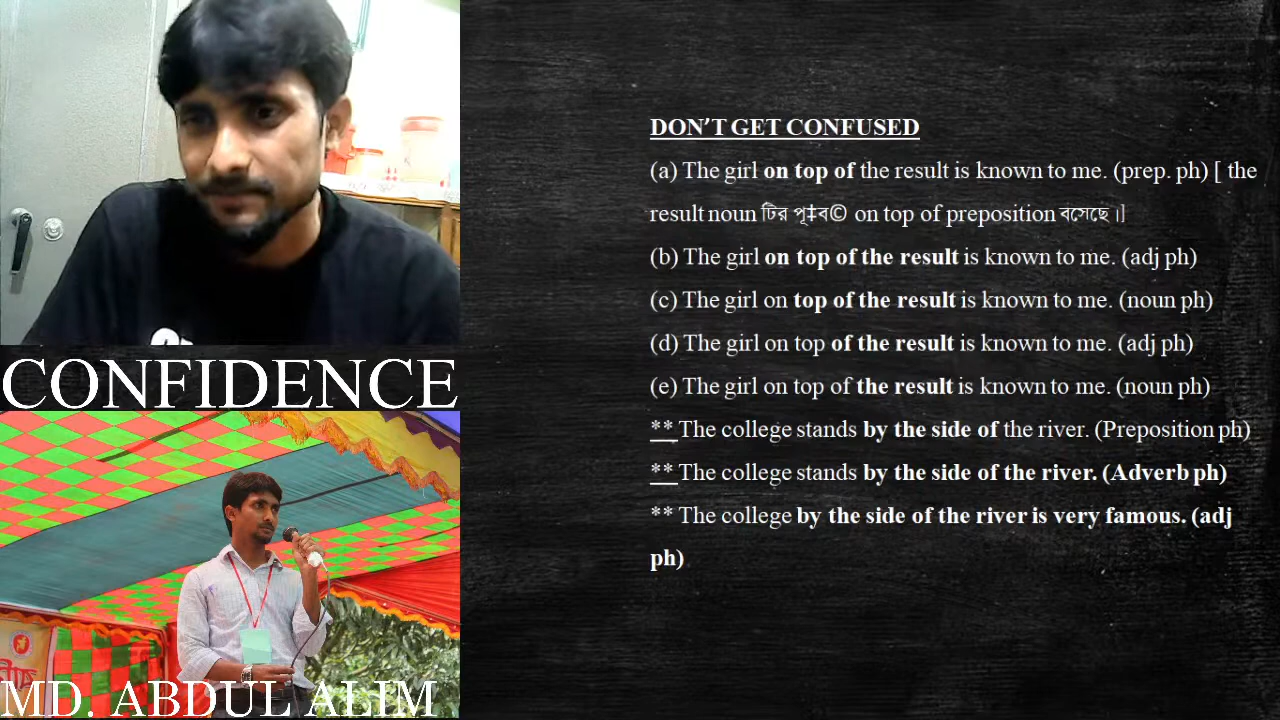 DON'T GET CONFUSED
(a) The girl on top of the result is known to me. (prep. ph) [ the
result noun টির পূ‡ব© on top of preposition বসেছে।]
(b) The girl on top of the result is known to me. (adj ph)
(c) The girl on top of the result is known to me. (noun ph)
(d) The girl on top of the result is known to me. (adj ph)
(e) The girl on top of the result is known to me. (noun ph)
** The college stands by the side of the river. (Preposition ph)
** The college stands by the side of the river. (Adverb ph)
** The college by the side of the river is very famous. (adj
ph)
CONFIDENCE
MD. ABDUL ALIM